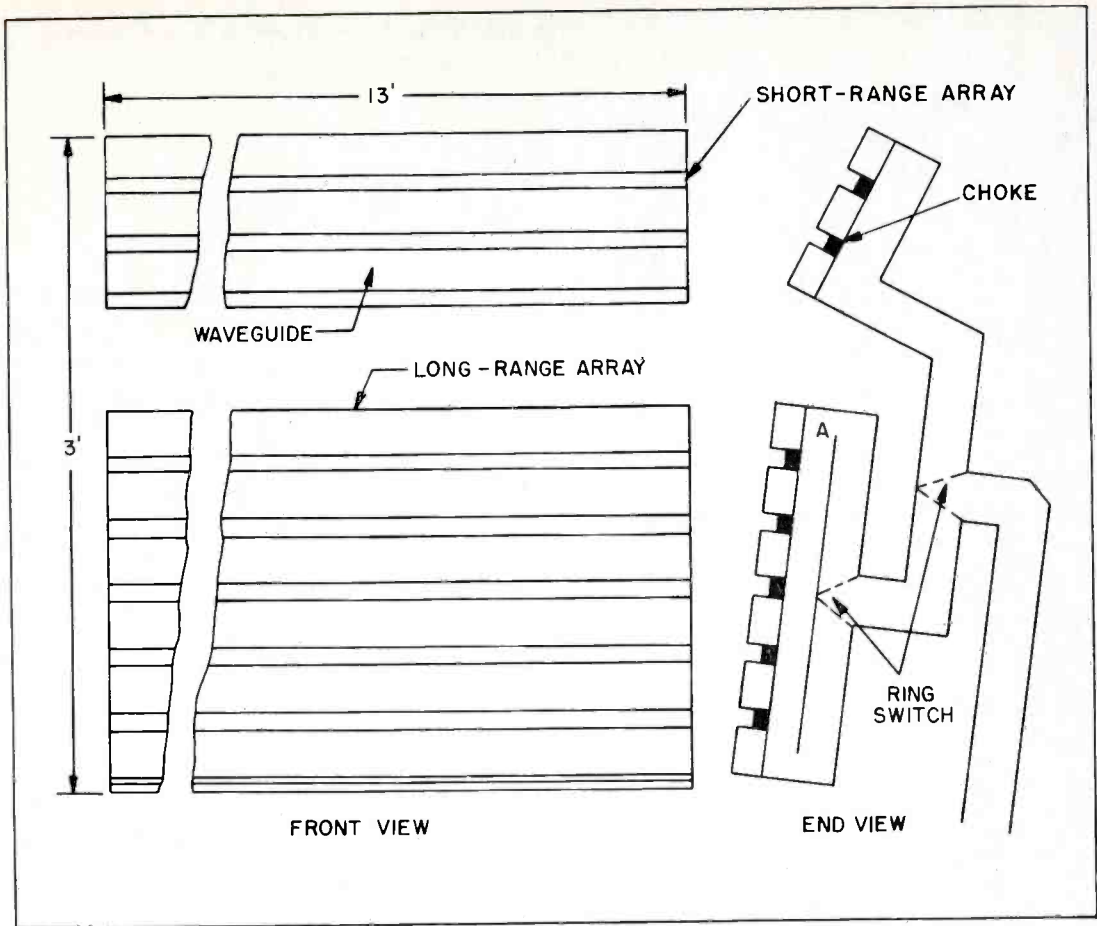 13'
SHORT-RANGE ARRAY
CHOKE
WAVEGUIDE
LONG-RANGE ARRAY
3'
A
RING
SWITCH
FRONT VIEW
END VIEW